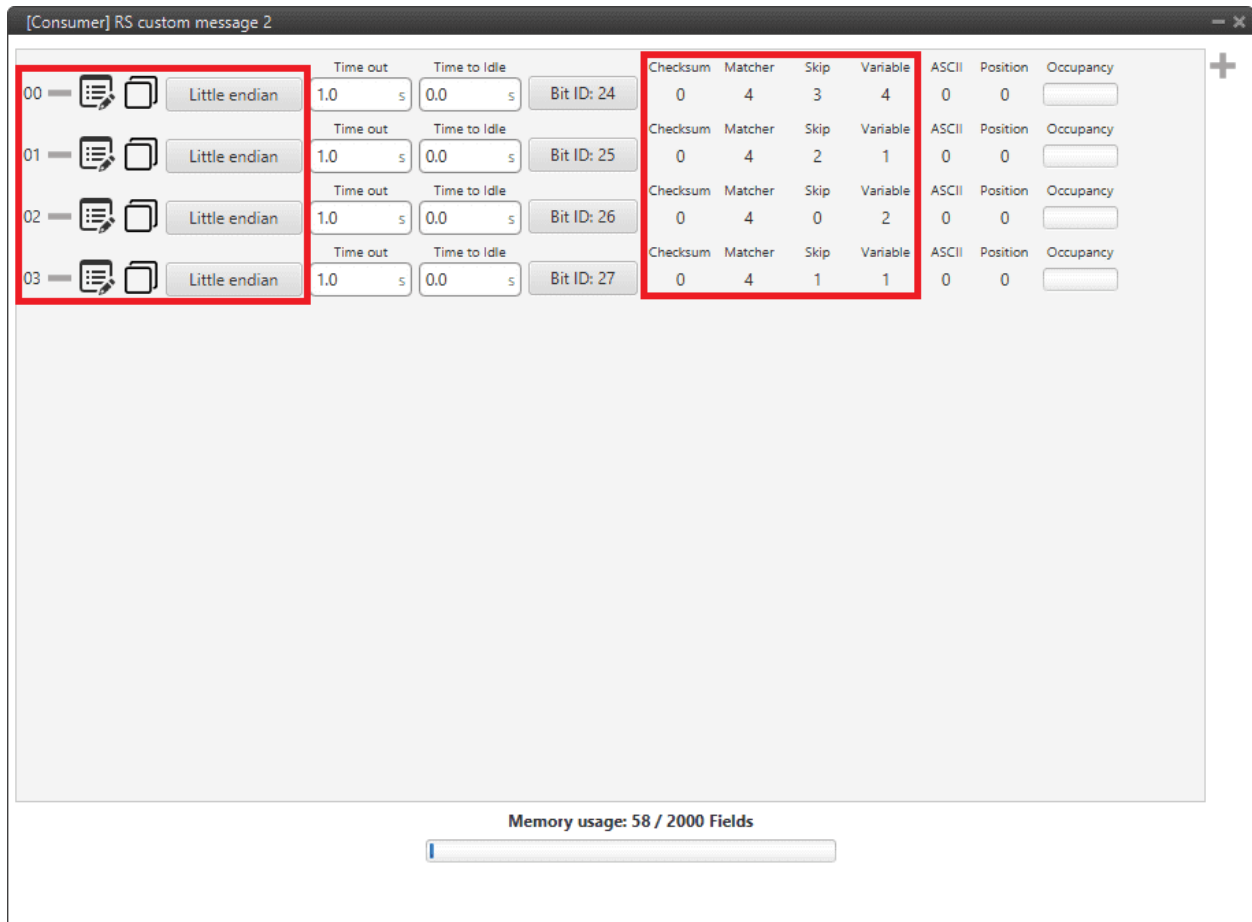 [Consumer] RS custom message 2
Time out Time to Idle Checksum Matcher Skip Variable ASCII Position Occupancy
00 Little endian 1.0 s 0.0 s Bit ID: 24 0 4 3 4 0 0
Time out Time to Idle Checksum Matcher Skip Variable ASCII Position Occupancy
01 Little endian 1.0 s 0.0 s Bit ID: 25 0 4 2 1 0 0
Time out Time to Idle Checksum Matcher Skip Variable ASCII Position Occupancy
02 Little endian 1.0 s 0.0 s Bit ID: 26 0 4 0 2 0 0
Time out Time to Idle Checksum Matcher Skip Variable ASCII Position Occupancy
03 Little endian 1.0 s 0.0 s Bit ID: 27 0 4 1 1 0 0
Memory usage: 58 / 2000 Fields